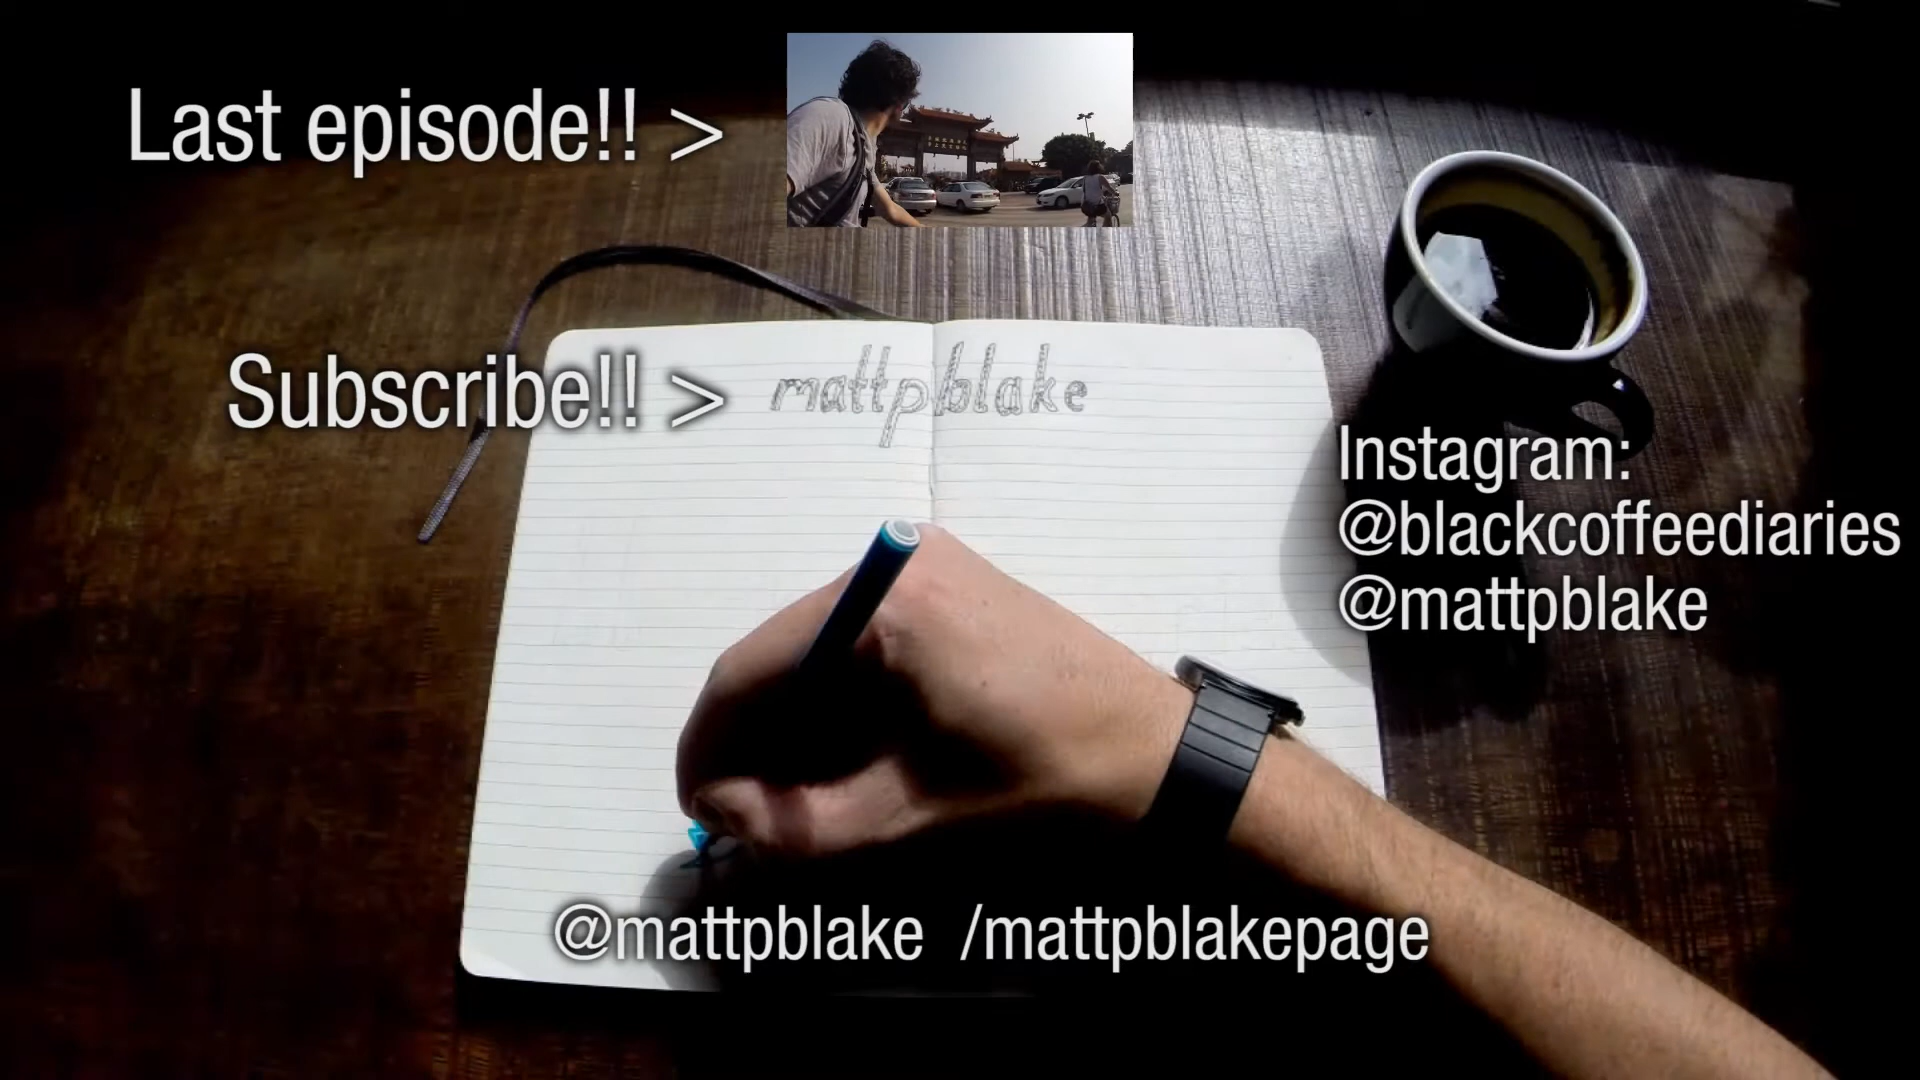 Last episode!! >
Subscribe!! >
mattpblake
Instagram:
@blackcoffeediaries
@mattpblake
@mattpblake /mattpblakepage